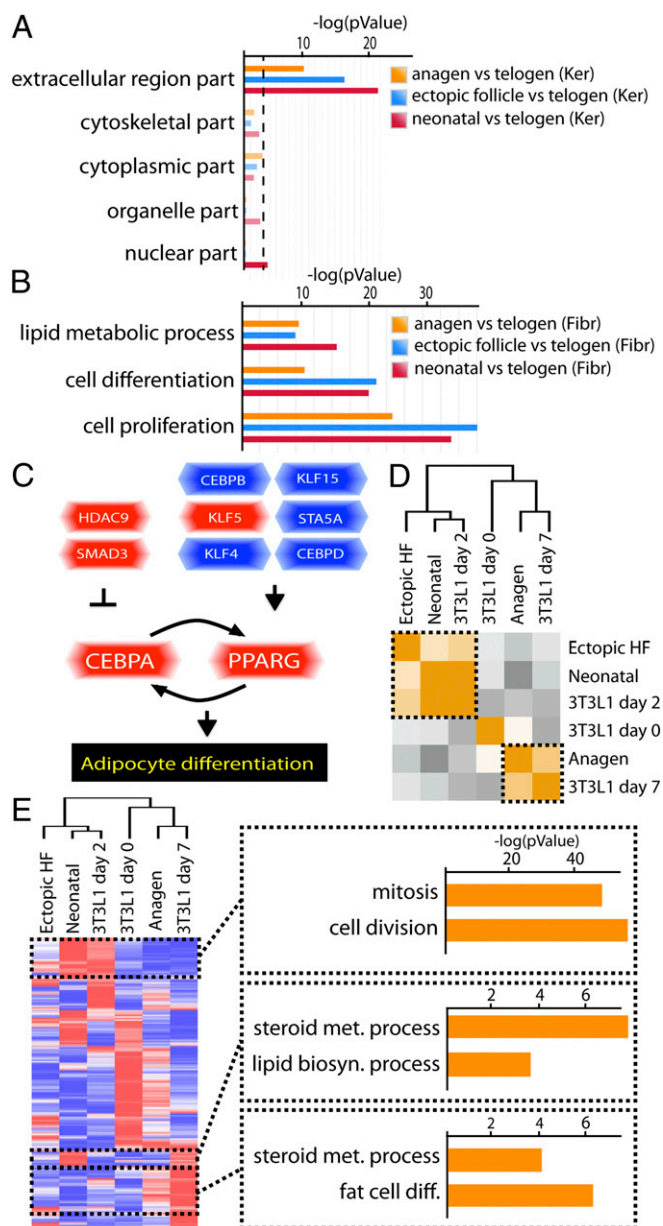 A
-log(pValue)
10 20
extracellular region part
cytoskeletal part
cytoplasmic part
organelle part
nuclear part
anagen vs telogen (Ker)
ectopic follicle vs telogen (Ker)
neonatal vs telogen (Ker)
B
-log(pValue)
10 20 30
lipid metabolic process
cell differentiation
cell proliferation
anagen vs telogen (Fibr)
ectopic follicle vs telogen (Fibr)
neonatal vs telogen (Fibr)
C
CEBPB KLF15
HDAC9 KLF5 STA5A
SMAD3 KLF4 CEBPD
CEBPA PPARG
Adipocyte differentiation
D
Ectopic HF
Neonatal
3T3L1 day 2
3T3L1 day 0
Anagen
3T3L1 day 7
Ectopic HF
Neonatal
3T3L1 day 2
3T3L1 day 0
Anagen
3T3L1 day 7
E
Ectopic HF
Neonatal
3T3L1 day 2
3T3L1 day 0
Anagen
3T3L1 day 7
-log(pValue)
20 40
mitosis
cell division
2 4 6
steroid met. process
lipid biosyn. process
2 4 6
steroid met. process
fat cell diff.